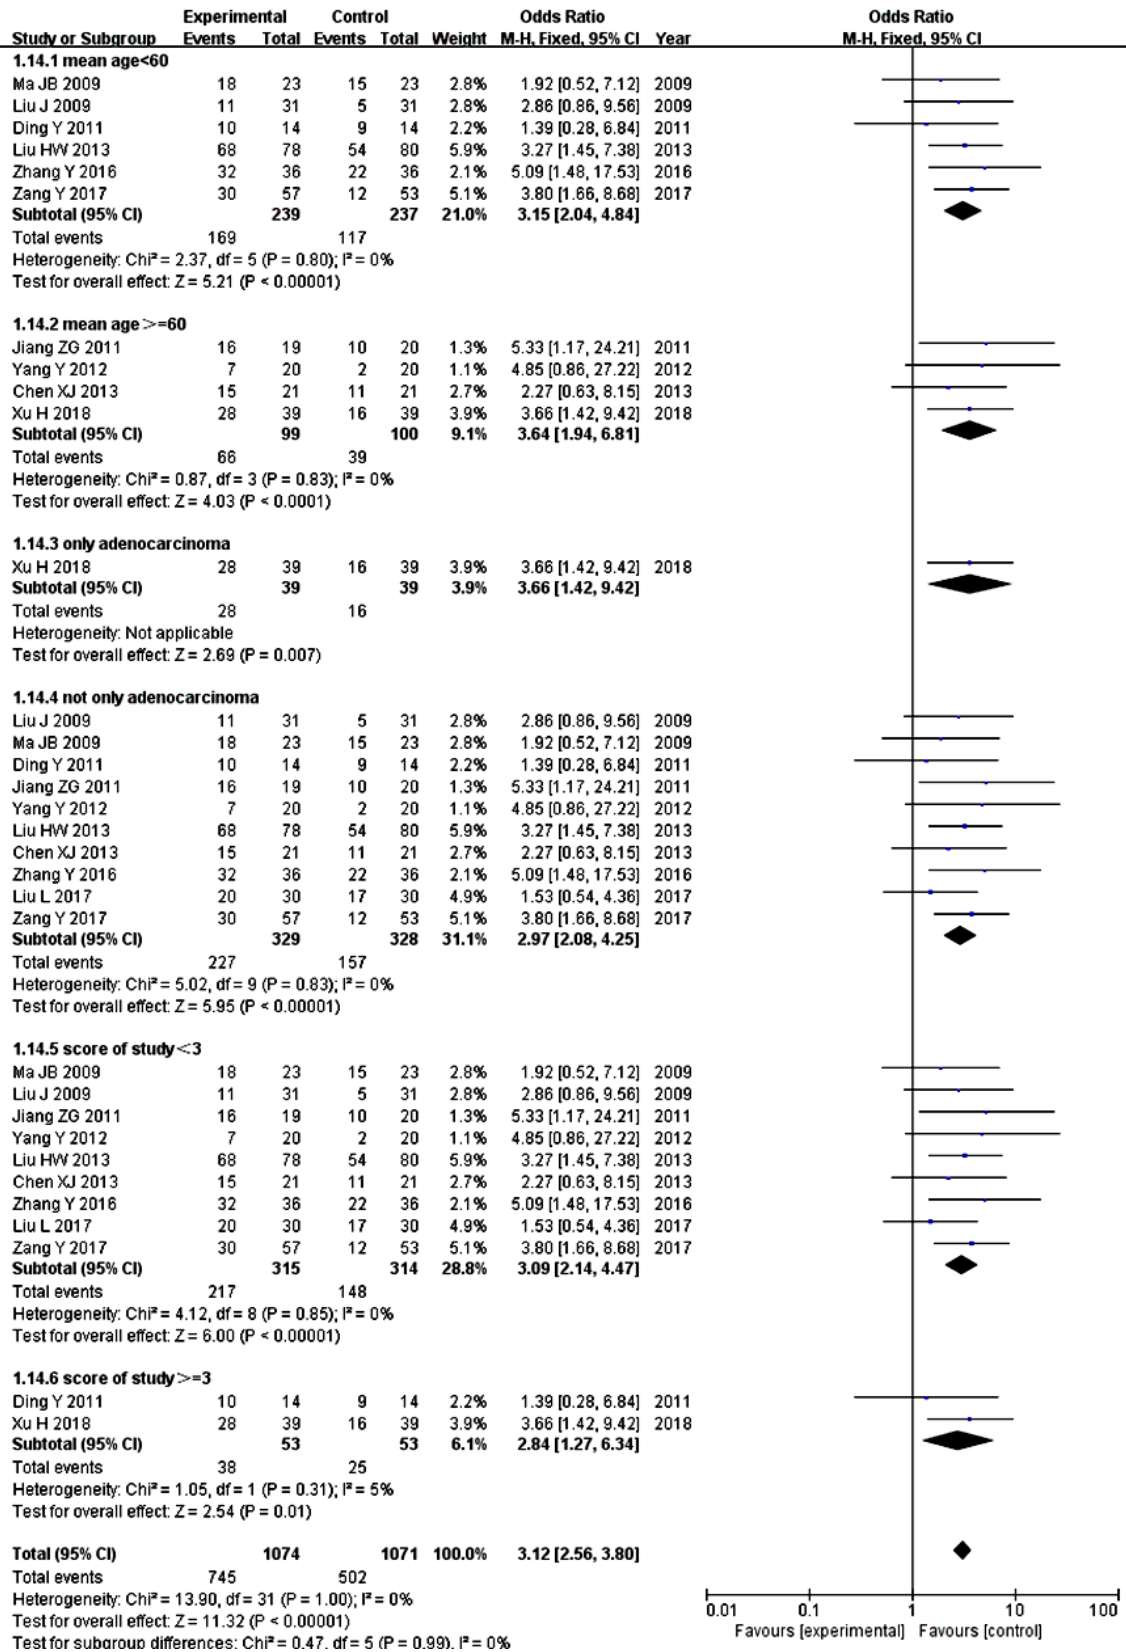 Experimental Control Odds Ratio Odds Ratio
Study or Subgroup Events Total Events Total Weight M-H, Fixed, 95% CI Year M-H, Fixed, 95% CI
1.14.1 mean age<60
Ma JB 2009 18 23 15 23 2.8% 1.92 [0.52, 7.12] 2009
Liu J 2009 11 31 5 31 2.8% 2.86 [0.86, 9.56] 2009
Ding Y 2011 10 14 9 14 2.2% 1.39 [0.28, 6.84] 2011
Liu HW 2013 68 78 54 80 5.9% 3.27 [1.45, 7.38] 2013
Zhang Y 2016 32 36 22 36 2.1% 5.09 [1.48, 17.53] 2016
Zang Y 2017 30 57 12 53 5.1% 3.80 [1.66, 8.68] 2017
Subtotal (95% CI) 239 237 21.0% 3.15 [2.04, 4.84]
Total events 169 117
Heterogeneity: Chi² = 2.37, df = 5 (P = 0.80); I² = 0%
Test for overall effect: Z = 5.21 (P < 0.00001)
1.14.2 mean age >=60
Jiang ZG 2011 16 19 10 20 1.3% 5.33 [1.17, 24.21] 2011
Yang Y 2012 7 20 2 20 1.1% 4.85 [0.86, 27.22] 2012
Chen XJ 2013 15 21 11 21 2.7% 2.27 [0.63, 8.15] 2013
Xu H 2018 28 39 16 39 3.9% 3.66 [1.42, 9.42] 2018
Subtotal (95% CI) 99 100 9.1% 3.64 [1.94, 6.81]
Total events 66 39
Heterogeneity: Chi² = 0.87, df = 3 (P = 0.83); I² = 0%
Test for overall effect: Z = 4.03 (P < 0.0001)
1.14.3 only adenocarcinoma
Xu H 2018 28 39 16 39 3.9% 3.66 [1.42, 9.42] 2018
Subtotal (95% CI) 39 39 3.9% 3.66 [1.42, 9.42]
Total events 28 16
Heterogeneity: Not applicable
Test for overall effect: Z = 2.69 (P = 0.007)
1.14.4 not only adenocarcinoma
Liu J 2009 11 31 5 31 2.8% 2.86 [0.86, 9.56] 2009
Ma JB 2009 18 23 15 23 2.8% 1.92 [0.52, 7.12] 2009
Ding Y 2011 10 14 9 14 2.2% 1.39 [0.28, 6.84] 2011
Jiang ZG 2011 16 19 10 20 1.3% 5.33 [1.17, 24.21] 2011
Yang Y 2012 7 20 2 20 1.1% 4.85 [0.86, 27.22] 2012
Liu HW 2013 68 78 54 80 5.9% 3.27 [1.45, 7.38] 2013
Chen XJ 2013 15 21 11 21 2.7% 2.27 [0.63, 8.15] 2013
Zhang Y 2016 32 36 22 36 2.1% 5.09 [1.48, 17.53] 2016
Liu L 2017 20 30 17 30 4.9% 1.53 [0.54, 4.36] 2017
Zang Y 2017 30 57 12 53 5.1% 3.80 [1.66, 8.68] 2017
Subtotal (95% CI) 329 328 31.1% 2.97 [2.08, 4.25]
Total events 227 157
Heterogeneity: Chi² = 5.02, df = 9 (P = 0.83); I² = 0%
Test for overall effect: Z = 5.95 (P < 0.00001)
1.14.5 score of study<3
Ma JB 2009 18 23 15 23 2.8% 1.92 [0.52, 7.12] 2009
Liu J 2009 11 31 5 31 2.8% 2.86 [0.86, 9.56] 2009
Jiang ZG 2011 16 19 10 20 1.3% 5.33 [1.17, 24.21] 2011
Yang Y 2012 7 20 2 20 1.1% 4.85 [0.86, 27.22] 2012
Liu HW 2013 68 78 54 80 5.9% 3.27 [1.45, 7.38] 2013
Chen XJ 2013 15 21 11 21 2.7% 2.27 [0.63, 8.15] 2013
Zhang Y 2016 32 36 22 36 2.1% 5.09 [1.48, 17.53] 2016
Liu L 2017 20 30 17 30 4.9% 1.53 [0.54, 4.36] 2017
Zang Y 2017 30 57 12 53 5.1% 3.80 [1.66, 8.68] 2017
Subtotal (95% CI) 315 314 28.8% 3.09 [2.14, 4.47]
Total events 217 148
Heterogeneity: Chi² = 4.12, df = 8 (P = 0.85); I² = 0%
Test for overall effect: Z = 6.00 (P < 0.00001)
1.14.6 score of study>=3
Ding Y 2011 10 14 9 14 2.2% 1.39 [0.28, 6.84] 2011
Xu H 2018 28 39 16 39 3.9% 3.66 [1.42, 9.42] 2018
Subtotal (95% CI) 53 53 6.1% 2.84 [1.27, 6.34]
Total events 38 25
Heterogeneity: Chi² = 1.05, df = 1 (P = 0.31); I² = 5%
Test for overall effect: Z = 2.54 (P = 0.01)
Total (95% CI) 1074 1071 100.0% 3.12 [2.56, 3.80]
Total events 745 502
Heterogeneity: Chi² = 13.90, df = 31 (P = 1.00); I² = 0%
Test for overall effect: Z = 11.32 (P < 0.00001)
Test for subgroup differences: Chi² = 0.47, df = 5 (P = 0.99), I² = 0%
0.01 0.1 1 10 100
Favours [experimental] Favours [control]